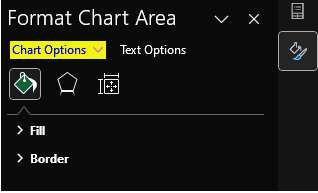 Format Chart Area
Chart Options Text Options
Fill
Border